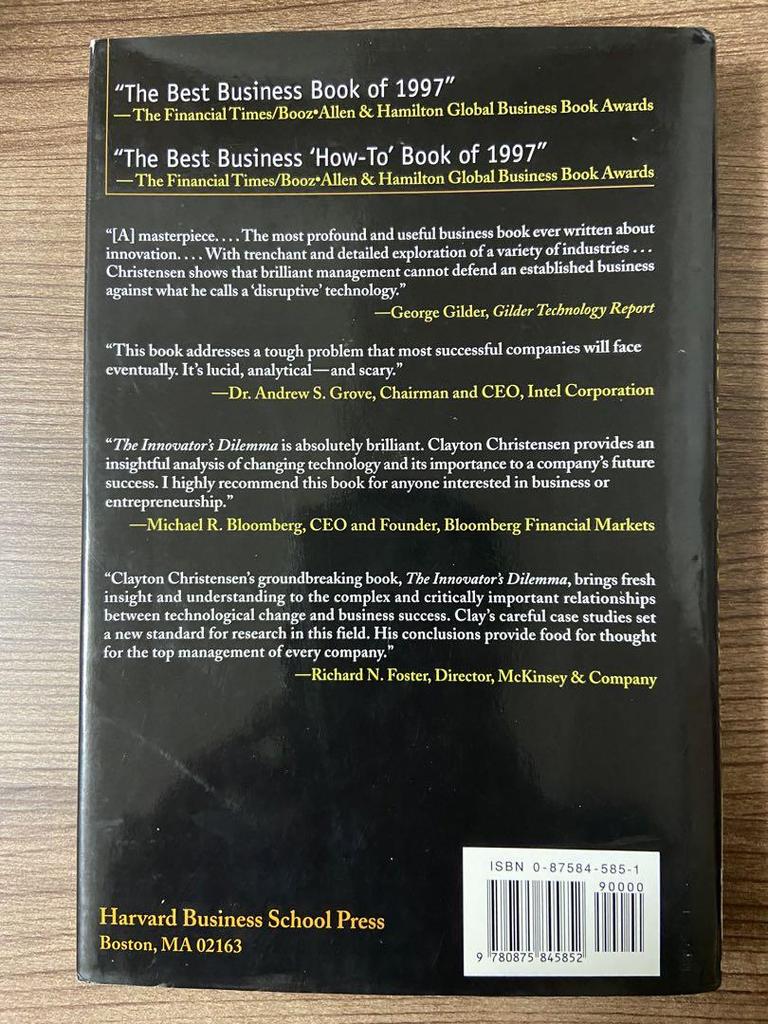 “The Best Business Book of 1997”
—The Financial Times/Booz•Allen & Hamilton Global Business Book Awards
“The Best Business ‘How-To’ Book of 1997”
—The Financial Times/Booz•Allen & Hamilton Global Business Book Awards
“[A] masterpiece. . . . The most profound and useful business book ever written about
innovation. . . . With trenchant and detailed exploration of a variety of industries . . .
Christensen shows that brilliant management cannot defend an established business
against what he calls a ‘disruptive’ technology.”
—George Gilder, Gilder Technology Report
“This book addresses a tough problem that most successful companies will face
eventually. It’s lucid, analytical—and scary.”
—Dr. Andrew S. Grove, Chairman and CEO, Intel Corporation
“The Innovator’s Dilemma is absolutely brilliant. Clayton Christensen provides an
insightful analysis of changing technology and its importance to a company’s future
success. I highly recommend this book for anyone interested in business or
entrepreneurship.”
—Michael R. Bloomberg, CEO and Founder, Bloomberg Financial Markets
“Clayton Christensen’s groundbreaking book, The Innovator’s Dilemma, brings fresh
insight and understanding to the complex and critically important relationships
between technological change and business success. Clay’s careful case studies set
a new standard for research in this field. His conclusions provide food for thought
for the top management of every company.”
—Richard N. Foster, Director, McKinsey & Company
Harvard Business School Press
Boston, MA 02163
ISBN 0-87584-585-1
90000
9 780875 845852